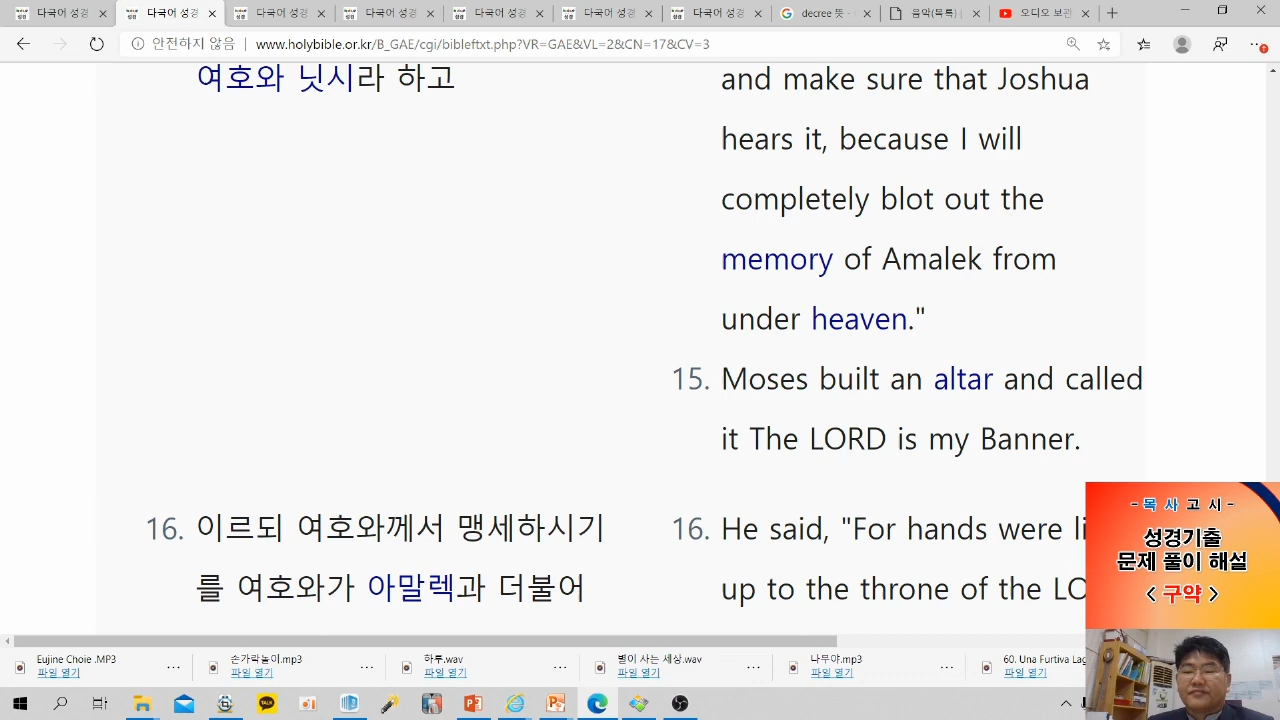 다국어 성경
다국어 성경
다국어 성경
다국어 성경
다국어 성경
다국어 성경
다국어 성경
decree 뜻 -
음악(목록)
오디오 보관
안전하지 않음 | www.holybible.or.kr/B_GAE/cgi/bibleftxt.php?VR=GAE&VL=2&CN=17&CV=3
여호와 닛시라 하고
and make sure that Joshua
hears it, because I will
completely blot out the
memory of Amalek from
under heaven."
15. Moses built an altar and called
it The LORD is my Banner.
16. 이르되 여호와께서 맹세하시기
를 여호와가 아말렉과 더불어
16. He said, "For hands were li
up to the throne of the LO
- 목 사 고 시 -
성경기출
문제 풀이 해설
< 구약 >
Eujine Choie .MP3
파일 열기
손가락놀이.mp3
파일 열기
하루.wav
파일 열기
별이 사는 세상.wav
파일 열기
나무야.mp3
파일 열기
60. Una Furtiva Lag
파일 열기
TALK